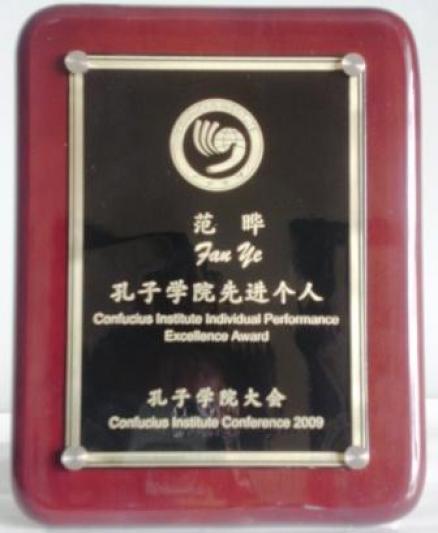 范 晔
Fan Ye
孔子学院先进个人
Confucius Institute Individual Performance
Excellence Award
孔子学院大会
Confucius Institute Conference 2009